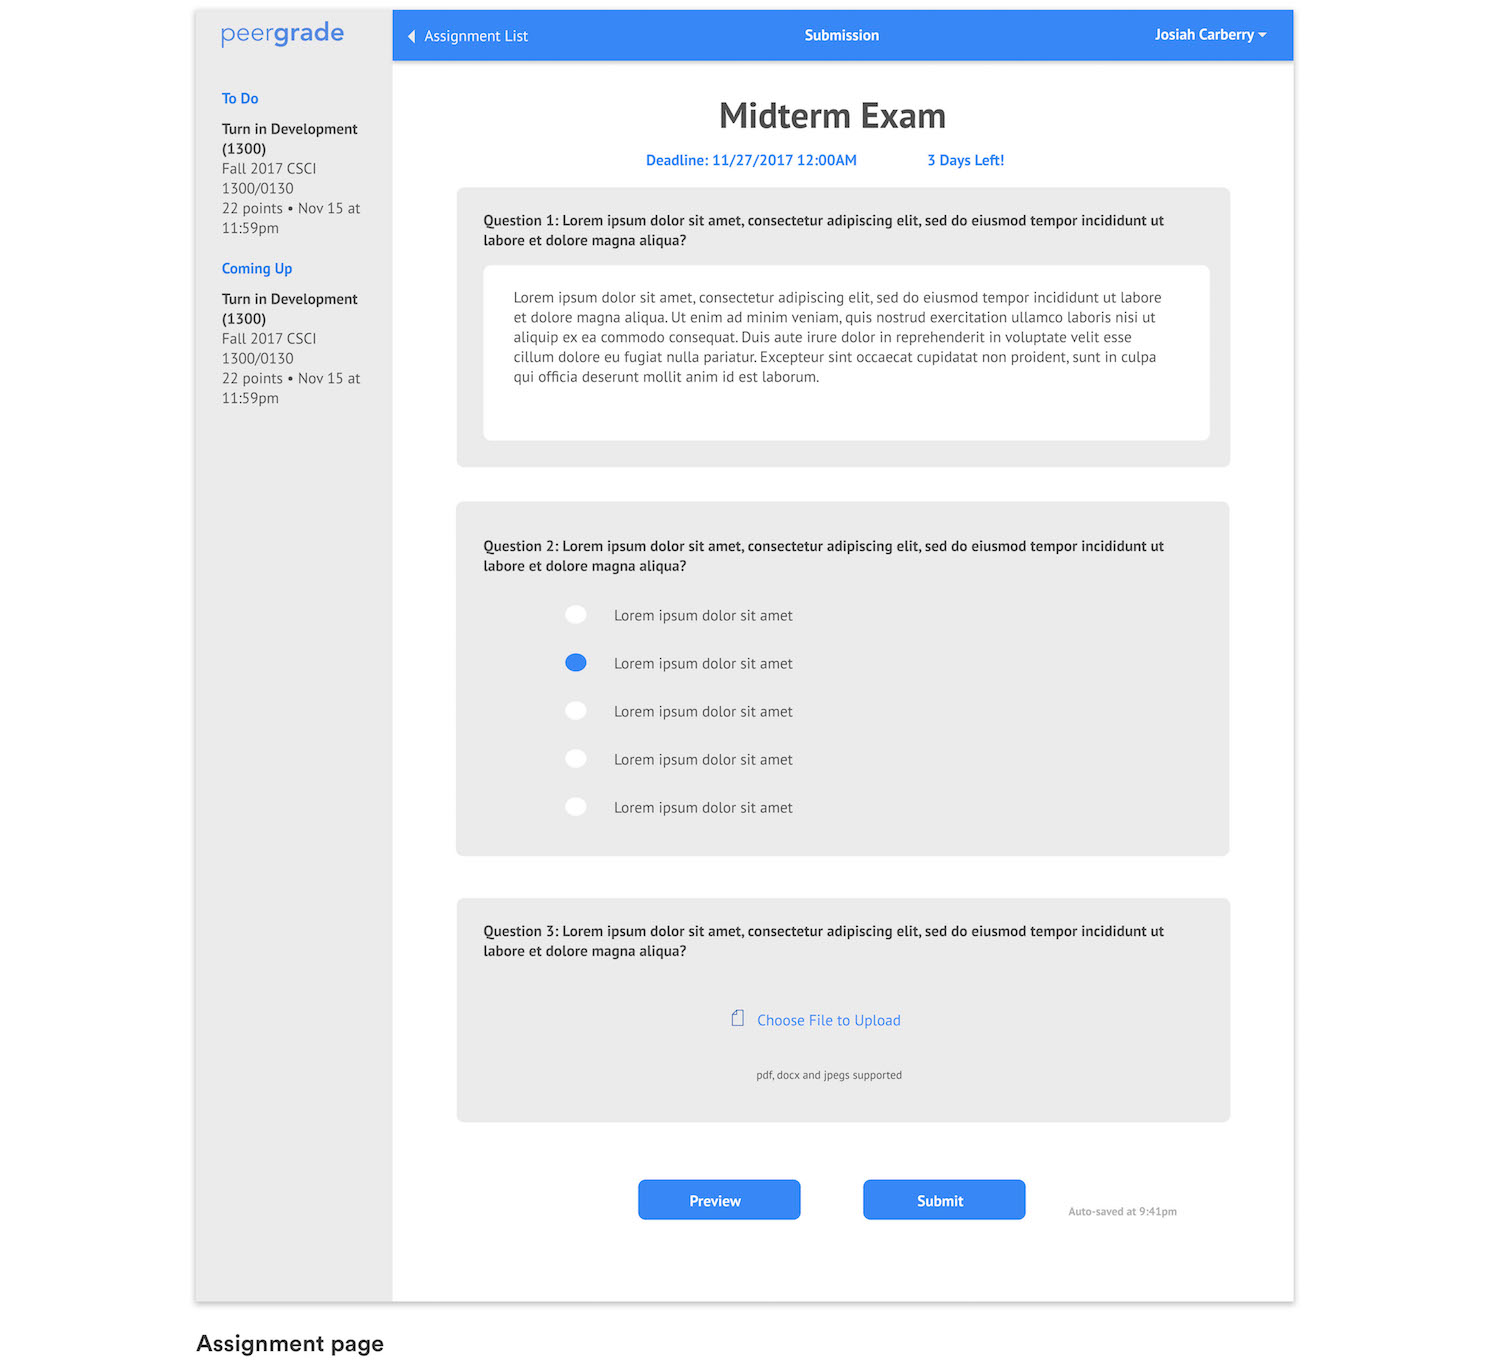 peergrade
Assignment List
Submission
Josiah Carberry
To Do
Turn in Development
(1300)
Fall 2017 CSCI
1300/0130
22 points • Nov 15 at
11:59pm
Coming Up
Turn in Development
(1300)
Fall 2017 CSCI
1300/0130
22 points • Nov 15 at
11:59pm
Midterm Exam
Deadline: 11/27/2017 12:00AM
3 Days Left!
Question 1: Lorem ipsum dolor sit amet, consectetur adipiscing elit, sed do eiusmod tempor incididunt ut
labore et dolore magna aliqua?
Lorem ipsum dolor sit amet, consectetur adipiscing elit, sed do eiusmod tempor incididunt ut labore
et dolore magna aliqua. Ut enim ad minim veniam, quis nostrud exercitation ullamco laboris nisi ut
aliquip ex ea commodo consequat. Duis aute irure dolor in reprehenderit in voluptate velit esse
cillum dolore eu fugiat nulla pariatur. Excepteur sint occaecat cupidatat non proident, sunt in culpa
qui officia deserunt mollit anim id est laborum.
Question 2: Lorem ipsum dolor sit amet, consectetur adipiscing elit, sed do eiusmod tempor incididunt ut
labore et dolore magna aliqua?
Lorem ipsum dolor sit amet
Lorem ipsum dolor sit amet
Lorem ipsum dolor sit amet
Lorem ipsum dolor sit amet
Lorem ipsum dolor sit amet
Question 3: Lorem ipsum dolor sit amet, consectetur adipiscing elit, sed do eiusmod tempor incididunt ut
labore et dolore magna aliqua?
Choose File to Upload
pdf, docx and jpegs supported
Preview
Submit
Auto-saved at 9:41pm
Assignment page